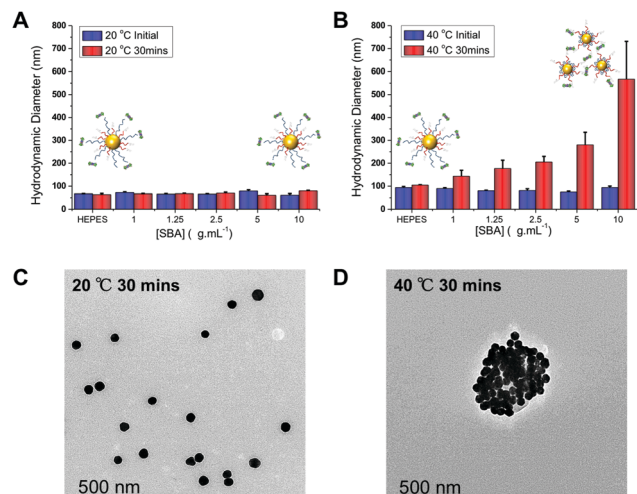 A
20 °C Initial
20 °C 30mins
Hydrodynamic Diameter (nm)
800
700
600
500
400
300
200
100
0
HEPES 1 1.25 2.5 5 10
[SBA] ( g.mL-1)
B
40 °C Initial
40 °C 30mins
Hydrodynamic Diameter (nm)
800
700
600
500
400
300
200
100
0
HEPES 1 1.25 2.5 5 10
[SBA] ( g.mL-1)
C
20 ℃ 30 mins
500 nm
D
40 ℃ 30 mins
500 nm